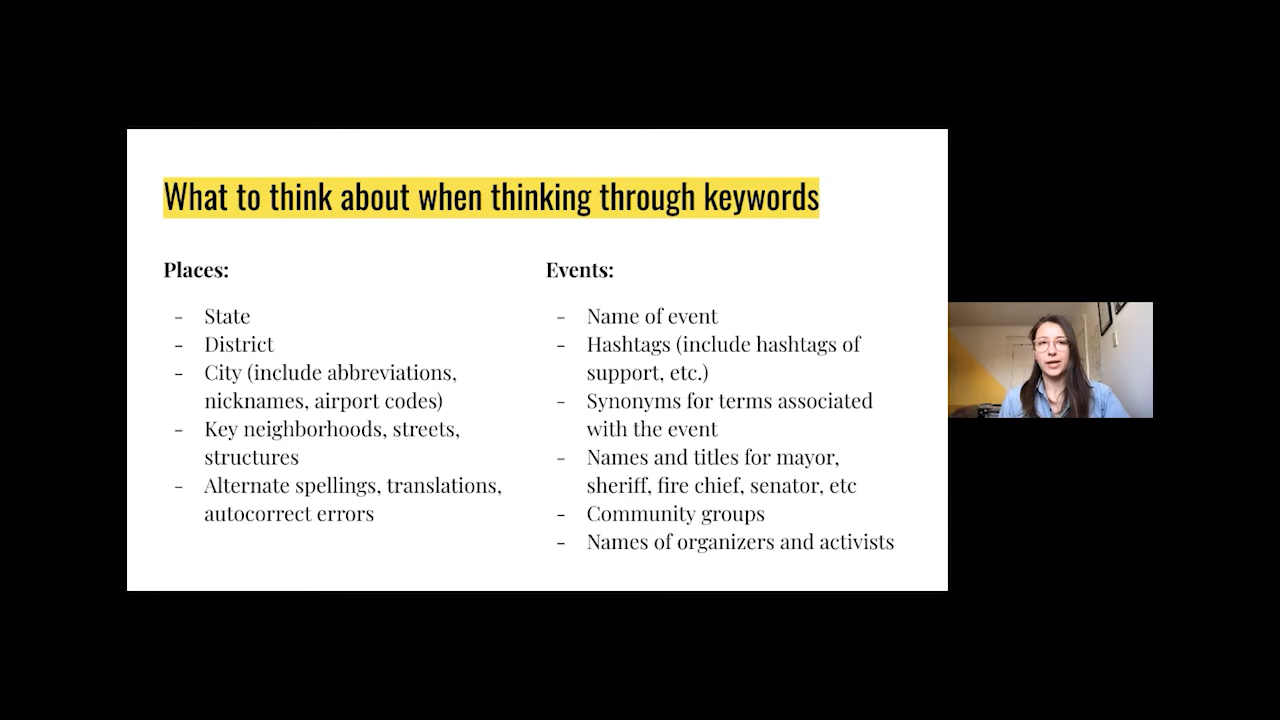 What to think about when thinking through keywords
Places:
- State
- District
- City (include abbreviations,
nicknames, airport codes)
- Key neighborhoods, streets,
structures
- Alternate spellings, translations,
autocorrect errors
Events:
- Name of event
- Hashtags (include hashtags of
support, etc.)
- Synonyms for terms associated
with the event
- Names and titles for mayor,
sheriff, fire chief, senator, etc
- Community groups
- Names of organizers and activists